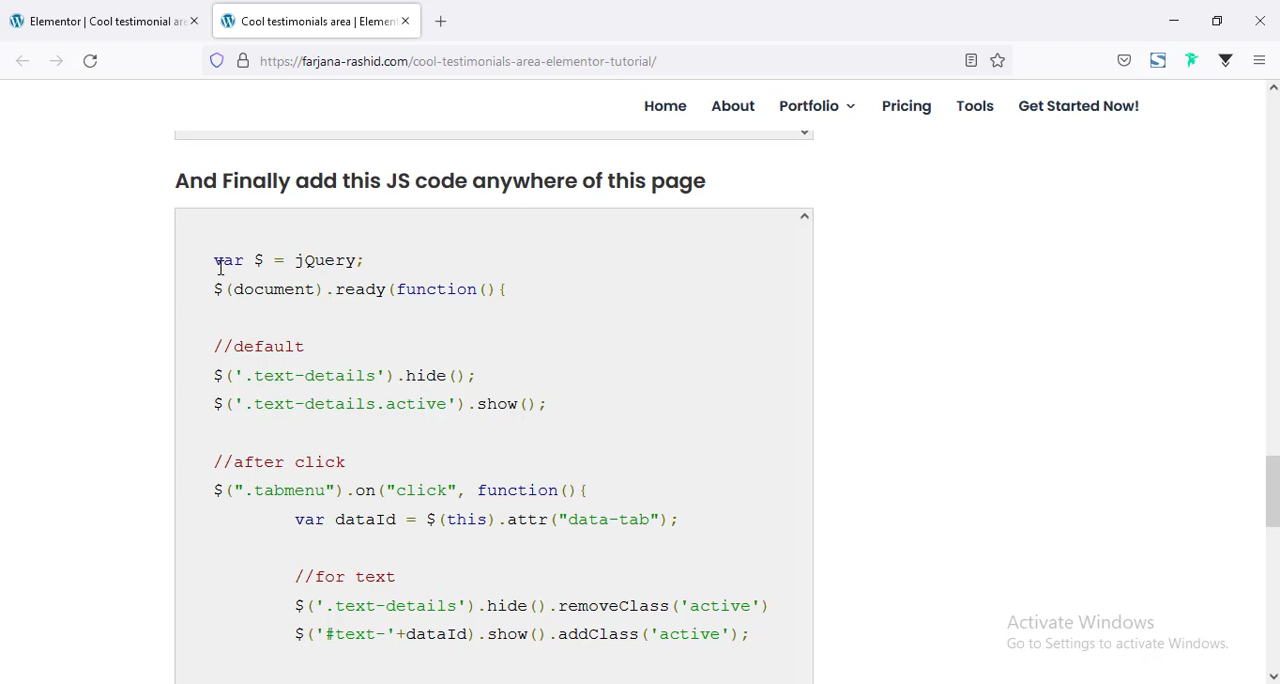 Elementor | Cool testimonial are
Cool testimonials area | Element
https://farjana-rashid.com/cool-testimonials-area-elementor-tutorial/
Home About Portfolio Pricing Tools Get Started Now!
And Finally add this JS code anywhere of this page
var $ = jQuery;
$(document).ready(function(){
//default
$('.text-details').hide();
$('.text-details.active').show();
//after click
$(".tabmenu").on("click", function(){
var dataId = $(this).attr("data-tab");
//for text
$('.text-details').hide().removeClass('active')
$('#text-'+dataId).show().addClass('active');
Activate Windows
Go to Settings to activate Windows.